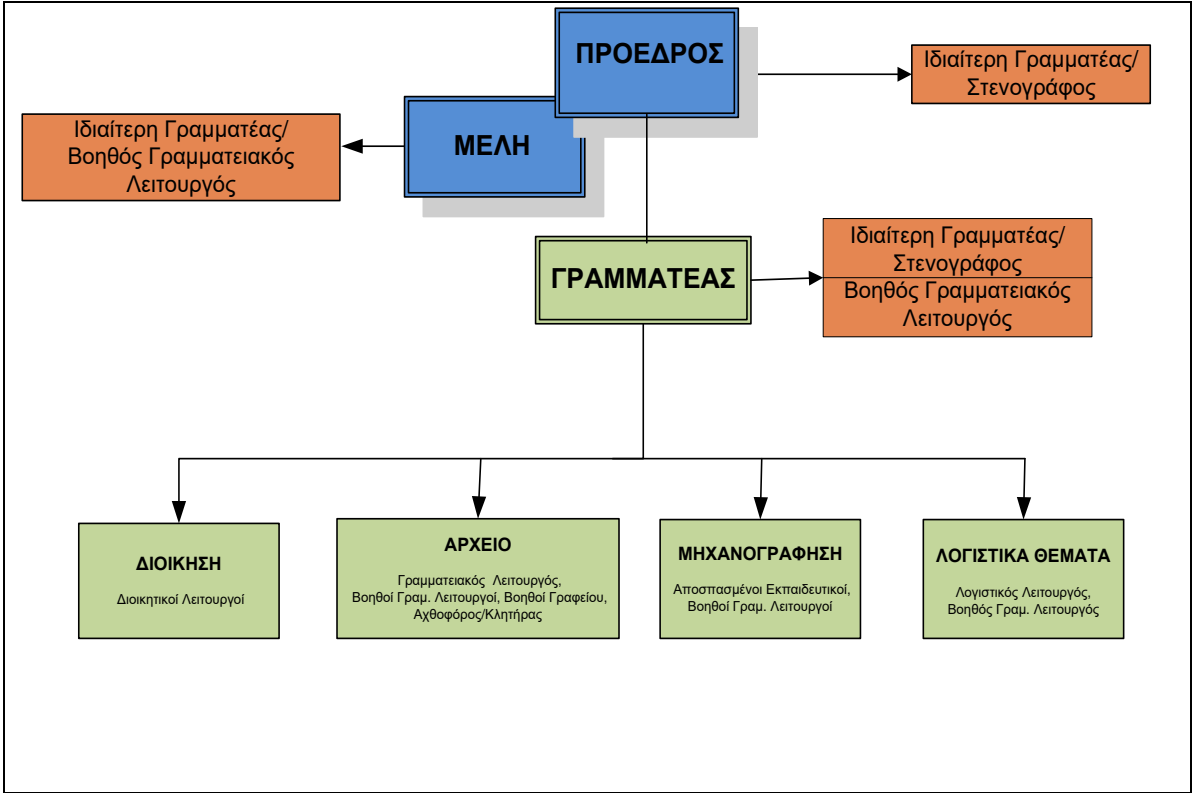 ΠΡΟΕΔΡΟΣ
Ιδιαίτερη Γραμματέας/
Στενογράφος
ΜΕΛΗ
Ιδιαίτερη Γραμματέας/
Βοηθός Γραμματειακός
Λειτουργός
ΓΡΑΜΜΑΤΕΑΣ
Ιδιαίτερη Γραμματέας/
Στενογράφος
Βοηθός Γραμματειακός
Λειτουργός
ΔΙΟΙΚΗΣΗ
Διοικητικοί Λειτουργοί
ΑΡΧΕΙΟ
Γραμματειακός Λειτουργός,
Βοηθοί Γραμ. Λειτουργοί, Βοηθοί Γραφείου,
Αχθοφόρος/Κλητήρας
ΜΗΧΑΝΟΓΡΑΦΗΣΗ
Αποσπασμένοι Εκπαιδευτικοί,
Βοηθοί Γραμ. Λειτουργοί
ΛΟΓΙΣΤΙΚΑ ΘΕΜΑΤΑ
Λογιστικός Λειτουργός,
Βοηθός Γραμ. Λειτουργός